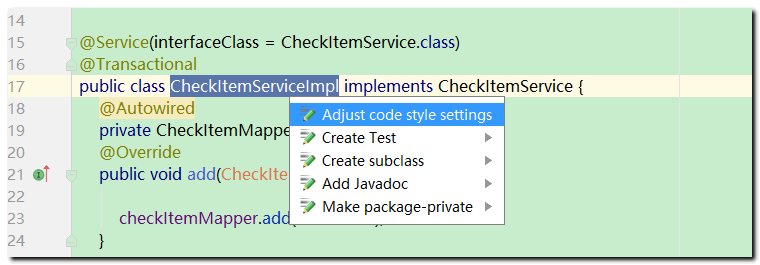 14
15 @Service(interfaceClass = CheckItemService.class)
16 @Transactional
17 public class CheckItemServiceImpl implements CheckItemService {
18 @Autowired
Adjust code style settings
19 private CheckItemMappe
Create Test
20 @Override
Create subclass
21 public void add(CheckIte
Add Javadoc
22
Make package-private
23 checkItemMapper.add(
24 }